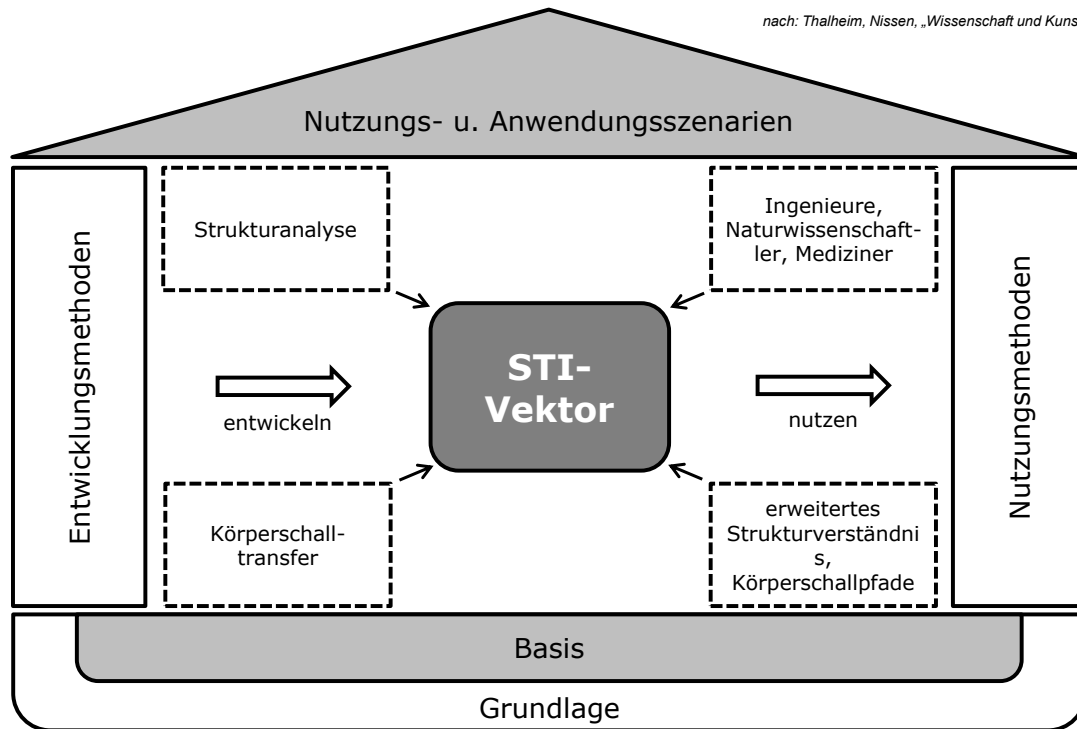 nach: Thalheim, Nissen, „Wissenschaft und Kuns
Nutzungs- u. Anwendungsszenarien
Entwicklungsmethoden
Strukturanalyse
Ingenieure,
Naturwissenschaft-
ler, Mediziner
STI-
Vektor
entwickeln
nutzen
Körperschall-
transfer
erweitertes
Strukturverständni
s,
Körperschallpfade
Nutzungsmethoden
Basis
Grundlage